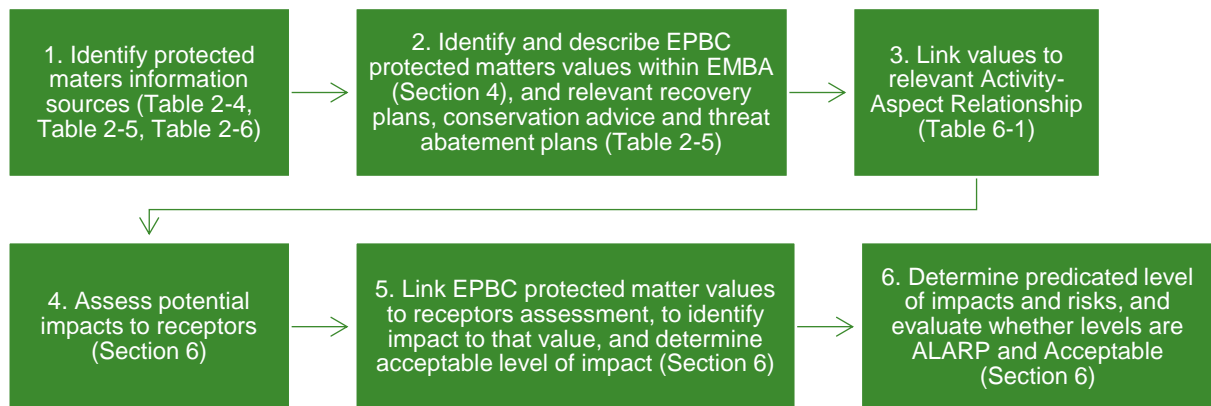 1. Identify protected
maters information
sources (Table 2-4,
Table 2-5, Table 2-6)
2. Identify and describe EPBC
protected matters values within EMBA
(Section 4), and relevant recovery
plans, conservation advice and threat
abatement plans (Table 2-5)
3. Link values to
relevant Activity-
Aspect Relationship
(Table 6-1)
4. Assess potential
impacts to receptors
(Section 6)
5. Link EPBC protected matter values
to receptors assessment, to identify
impact to that value, and determine
acceptable level of impact (Section 6)
6. Determine predicated level
of impacts and risks, and
evaluate whether levels are
ALARP and Acceptable
(Section 6)